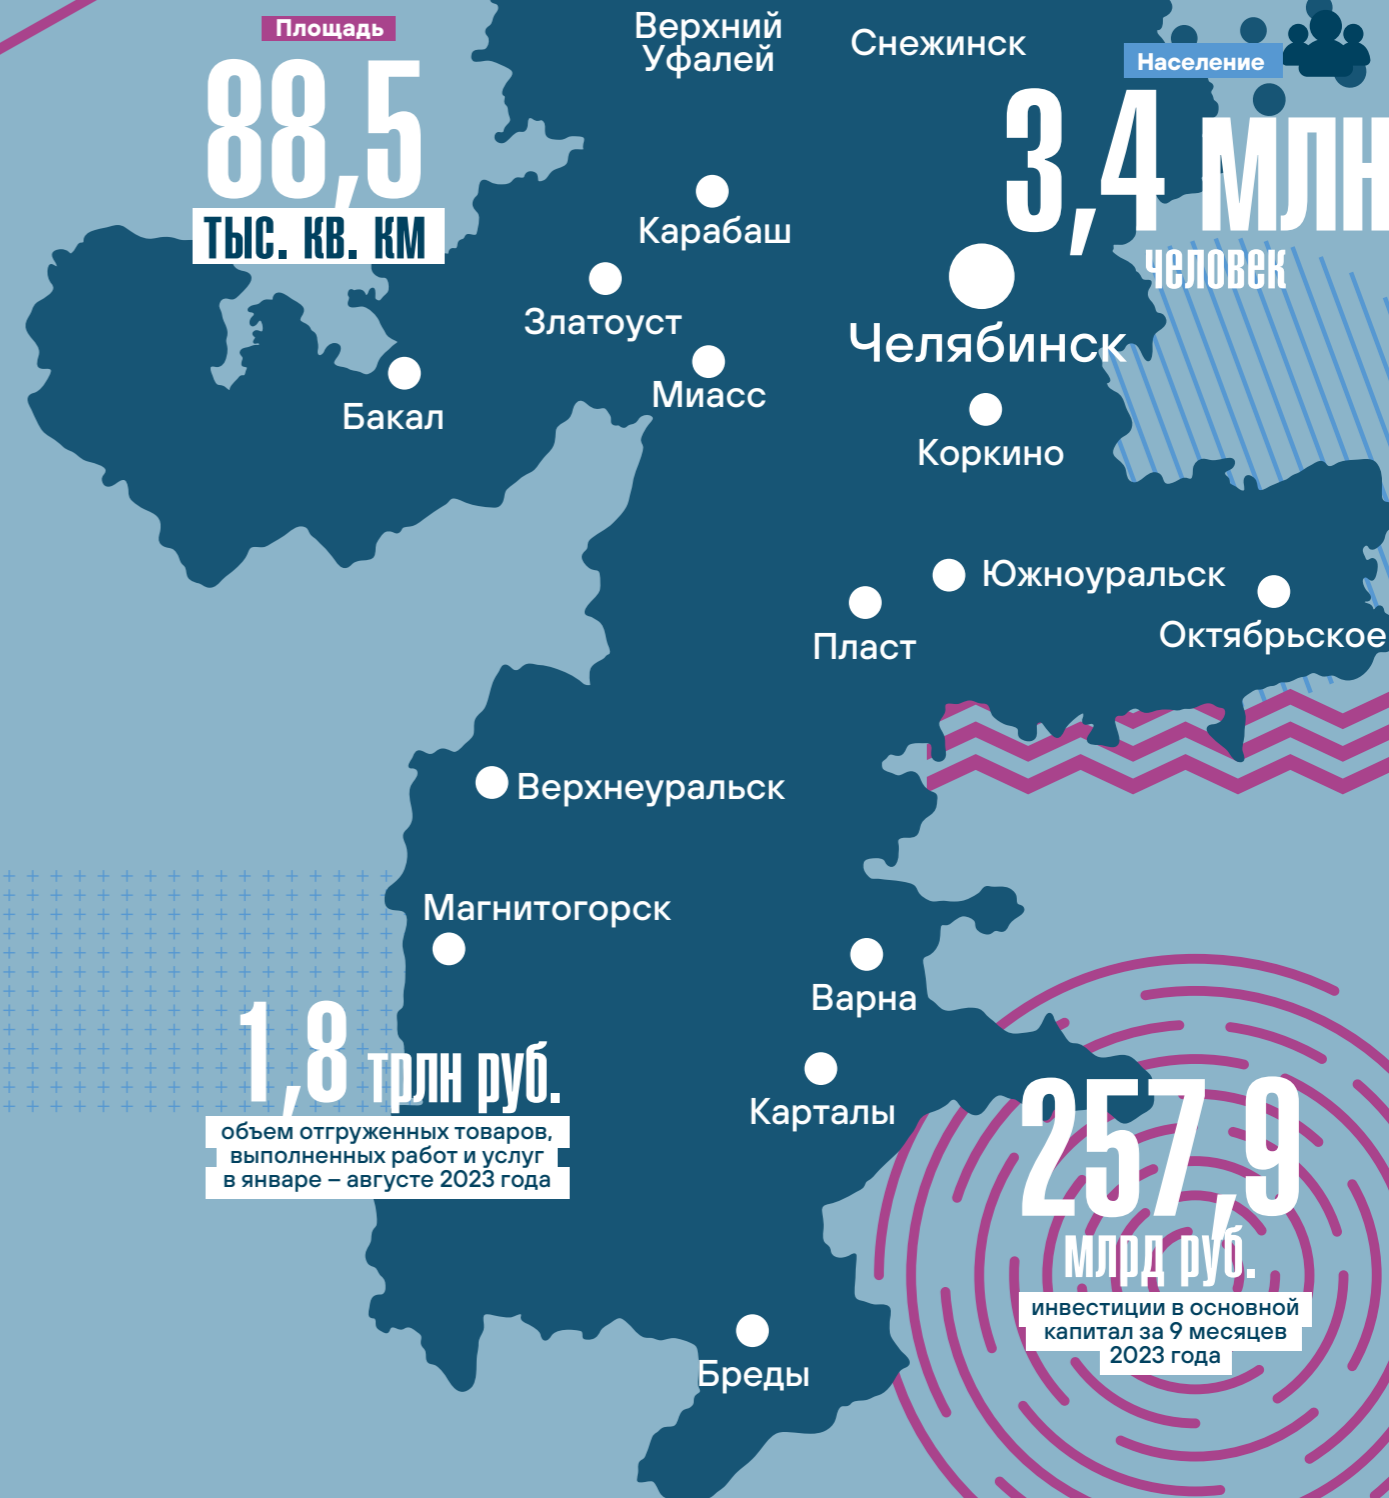 Площадь
88,5
тыс. кв. км
Верхний
Уфалей
Снежинск
Население
3,4 млн
человек
Карабаш
Златоуст
Миасс
Челябинск
Бакал
Коркино
Южноуральск
Пласт
Октябрьское
Верхнеуральск
Магнитогорск
Варна
Карталы
1,8 трлн руб.
объем отгруженных товаров,
выполненных работ и услуг
в январе – августе 2023 года
257,9
млрд руб.
инвестиции в основной
капитал за 9 месяцев
2023 года
Бреды